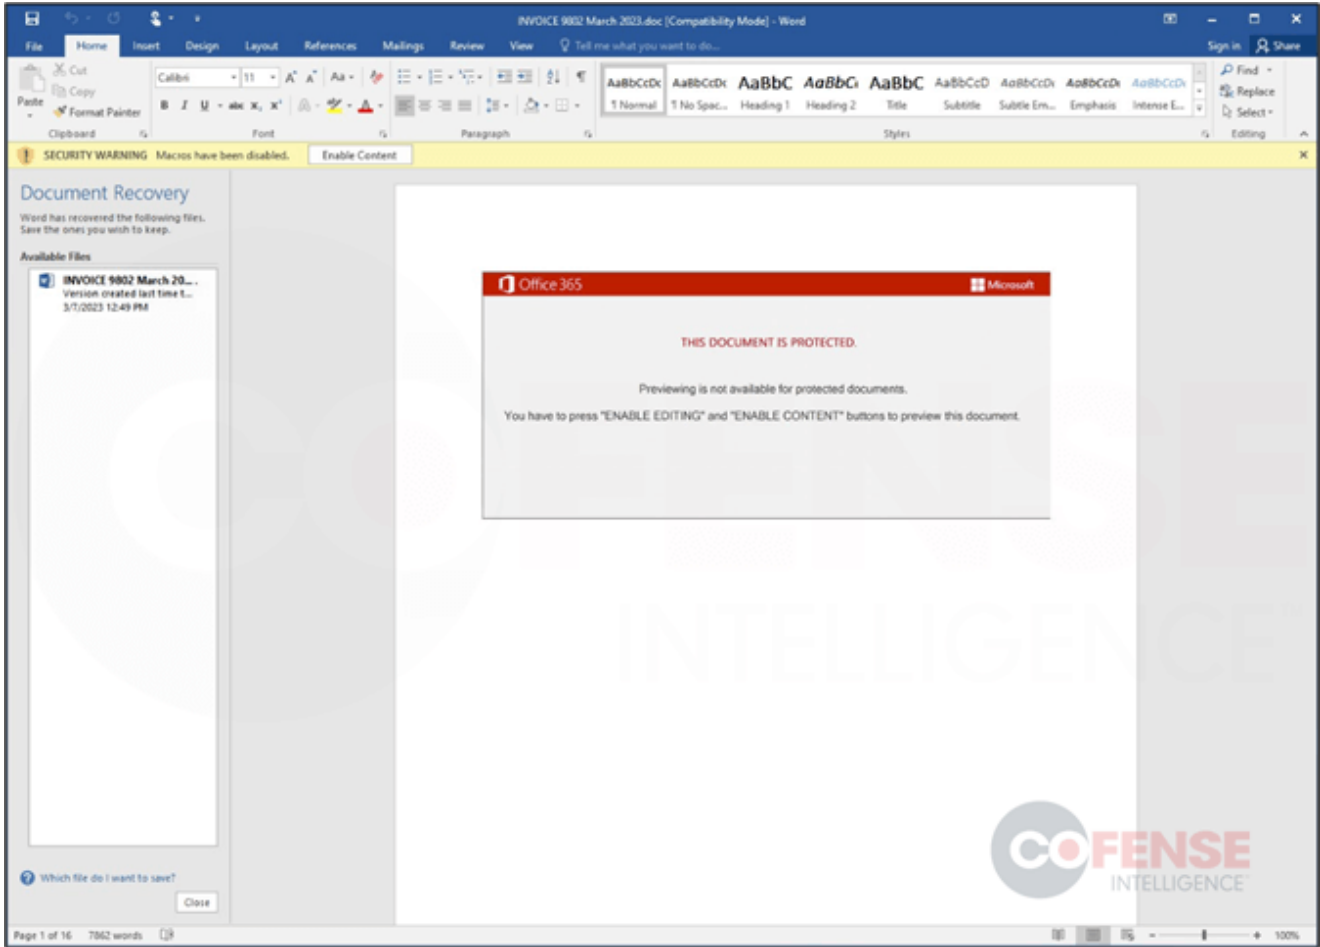 INVOICE 9802 March 2023.doc [Compatibility Mode] - Word
File Home Insert Design Layout References Mailings Review View Tell me what you want to do... Sign in Share
Cut
Copy
Paste
Format Painter
Clipboard
Calibri 11
Font
Paragraph
AaBbCcDc AaBbCcDc AaBbC AaBbC AaBbC AaBbCcD AaBbCcDt AaBbCcDt AaBbCcDt
¶ Normal ¶ No Spac... Heading 1 Heading 2 Title Subtitle Subtle Em... Emphasis Intense E...
Styles
Find
Replace
Select
Editing
SECURITY WARNING Macros have been disabled. Enable Content
Document Recovery
Word has recovered the following files.
Save the ones you wish to keep.
Available Files
INVOICE 9802 March 20....
Version created last time t...
3/7/2023 12:49 PM
Which file do I want to save?
Close
Office 365 Microsoft
THIS DOCUMENT IS PROTECTED.
Previewing is not available for protected documents.
You have to press "ENABLE EDITING" and "ENABLE CONTENT" buttons to preview this document.
COFENSE
INTELLIGENCE™
COFENSE
INTELLIGENCE
Page 1 of 16 7862 words 100%